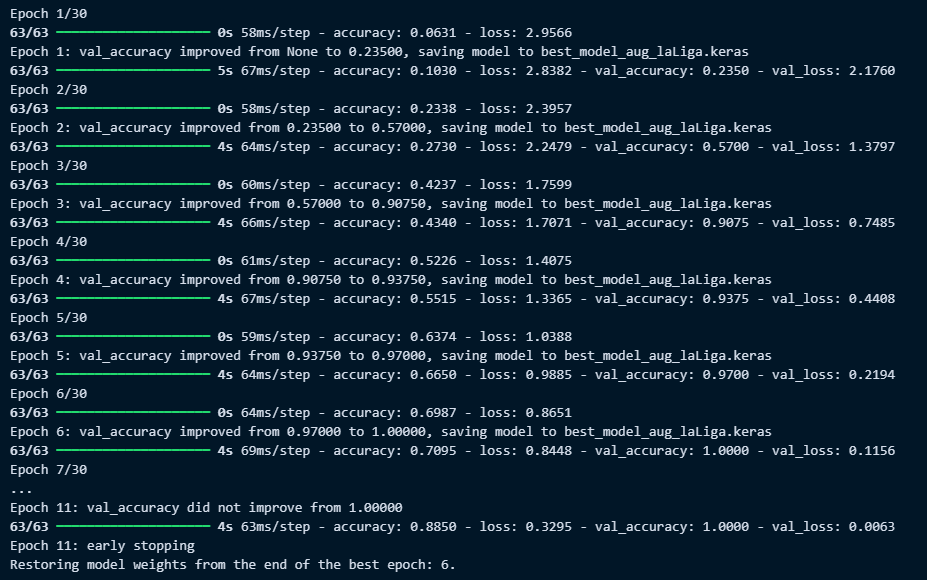 Epoch 1/30
63/63 ━━━━━━━━━━━━━━━━━━━━ 0s 58ms/step - accuracy: 0.0631 - loss: 2.9566
Epoch 1: val_accuracy improved from None to 0.23500, saving model to best_model_aug_laLiga.keras
63/63 ━━━━━━━━━━━━━━━━━━━━ 5s 67ms/step - accuracy: 0.1030 - loss: 2.8382 - val_accuracy: 0.2350 - val_loss: 2.1760
Epoch 2/30
63/63 ━━━━━━━━━━━━━━━━━━━━ 0s 58ms/step - accuracy: 0.2338 - loss: 2.3957
Epoch 2: val_accuracy improved from 0.23500 to 0.57000, saving model to best_model_aug_laLiga.keras
63/63 ━━━━━━━━━━━━━━━━━━━━ 4s 64ms/step - accuracy: 0.2730 - loss: 2.2479 - val_accuracy: 0.5700 - val_loss: 1.3797
Epoch 3/30
63/63 ━━━━━━━━━━━━━━━━━━━━ 0s 60ms/step - accuracy: 0.4237 - loss: 1.7599
Epoch 3: val_accuracy improved from 0.57000 to 0.90750, saving model to best_model_aug_laLiga.keras
63/63 ━━━━━━━━━━━━━━━━━━━━ 4s 66ms/step - accuracy: 0.4340 - loss: 1.7071 - val_accuracy: 0.9075 - val_loss: 0.7485
Epoch 4/30
63/63 ━━━━━━━━━━━━━━━━━━━━ 0s 61ms/step - accuracy: 0.5226 - loss: 1.4075
Epoch 4: val_accuracy improved from 0.90750 to 0.93750, saving model to best_model_aug_laLiga.keras
63/63 ━━━━━━━━━━━━━━━━━━━━ 4s 67ms/step - accuracy: 0.5515 - loss: 1.3365 - val_accuracy: 0.9375 - val_loss: 0.4408
Epoch 5/30
63/63 ━━━━━━━━━━━━━━━━━━━━ 0s 59ms/step - accuracy: 0.6374 - loss: 1.0388
Epoch 5: val_accuracy improved from 0.93750 to 0.97000, saving model to best_model_aug_laLiga.keras
63/63 ━━━━━━━━━━━━━━━━━━━━ 4s 64ms/step - accuracy: 0.6650 - loss: 0.9885 - val_accuracy: 0.9700 - val_loss: 0.2194
Epoch 6/30
63/63 ━━━━━━━━━━━━━━━━━━━━ 0s 64ms/step - accuracy: 0.6987 - loss: 0.8651
Epoch 6: val_accuracy improved from 0.97000 to 1.00000, saving model to best_model_aug_laLiga.keras
63/63 ━━━━━━━━━━━━━━━━━━━━ 4s 69ms/step - accuracy: 0.7095 - loss: 0.8448 - val_accuracy: 1.0000 - val_loss: 0.1156
Epoch 7/30
...
Epoch 11: val_accuracy did not improve from 1.00000
63/63 ━━━━━━━━━━━━━━━━━━━━ 4s 63ms/step - accuracy: 0.8850 - loss: 0.3295 - val_accuracy: 1.0000 - val_loss: 0.0063
Epoch 11: early stopping
Restoring model weights from the end of the best epoch: 6.